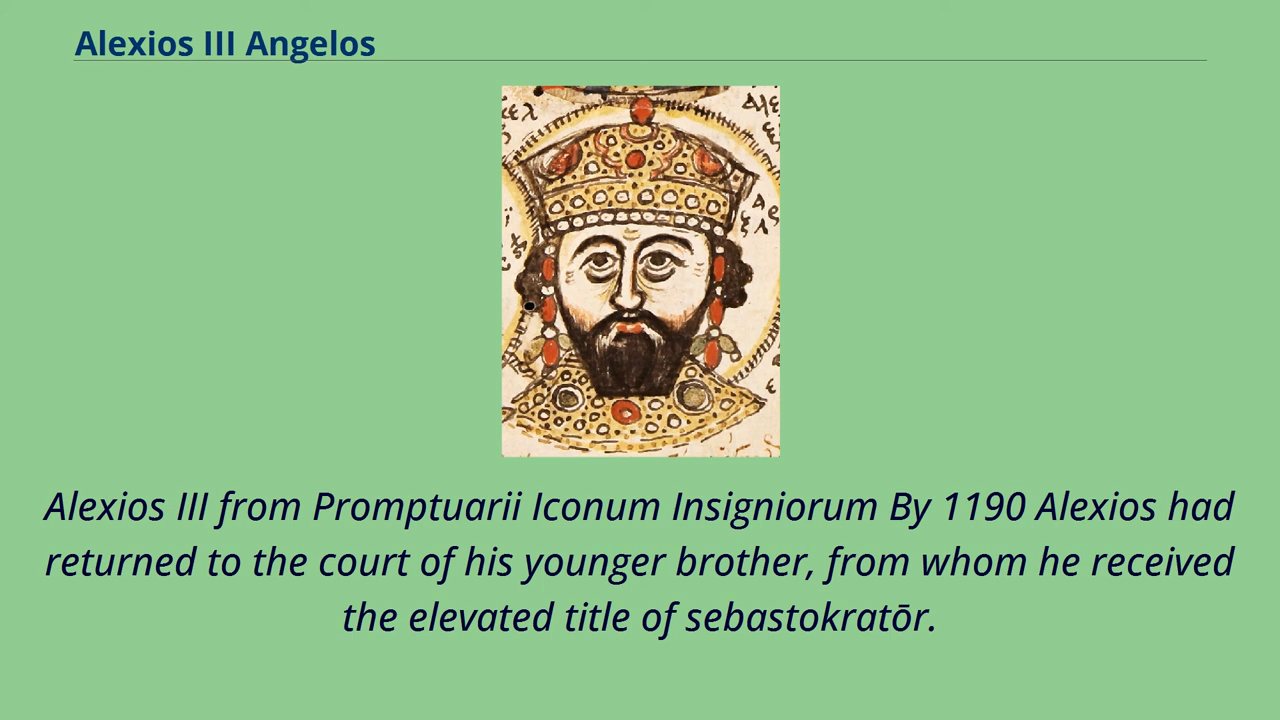 Alexios III Angelos
Alexios III from Promptuarii Iconum Insigniorum By 1190 Alexios had
returned to the court of his younger brother, from whom he received
the elevated title of sebastokratōr.